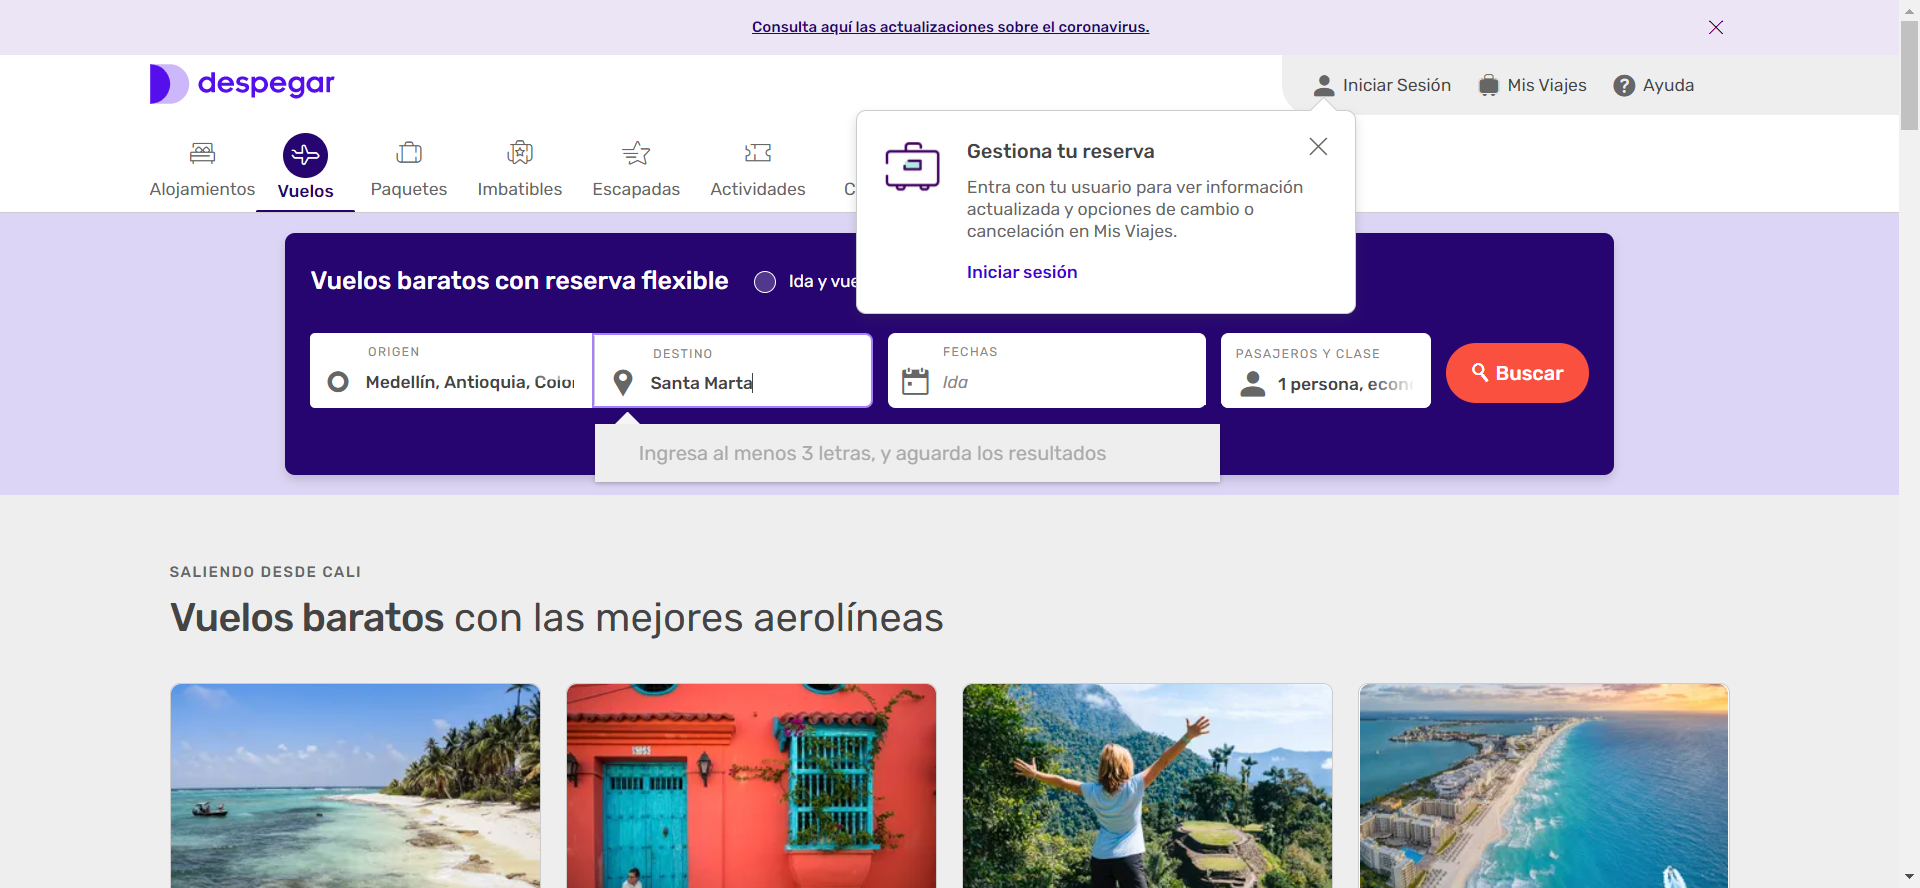 Consulta aquí las actualizaciones sobre el coronavirus.
despegar
Iniciar Sesión
Mis Viajes
Ayuda
Alojamientos
Vuelos
Paquetes
Imbatibles
Escapadas
Actividades
C
Gestiona tu reserva
Entra con tu usuario para ver información
actualizada y opciones de cambio o
cancelación en Mis Viajes.
Iniciar sesión
Vuelos baratos con reserva flexible
Ida y vue
ORIGEN
Medellín, Antioquia, Colo
DESTINO
Santa Marta
FECHAS
Ida
PASAJEROS Y CLASE
1 persona, econ
Buscar
Ingresa al menos 3 letras, y aguarda los resultados
SALIENDO DESDE CALI
Vuelos baratos con las mejores aerolíneas